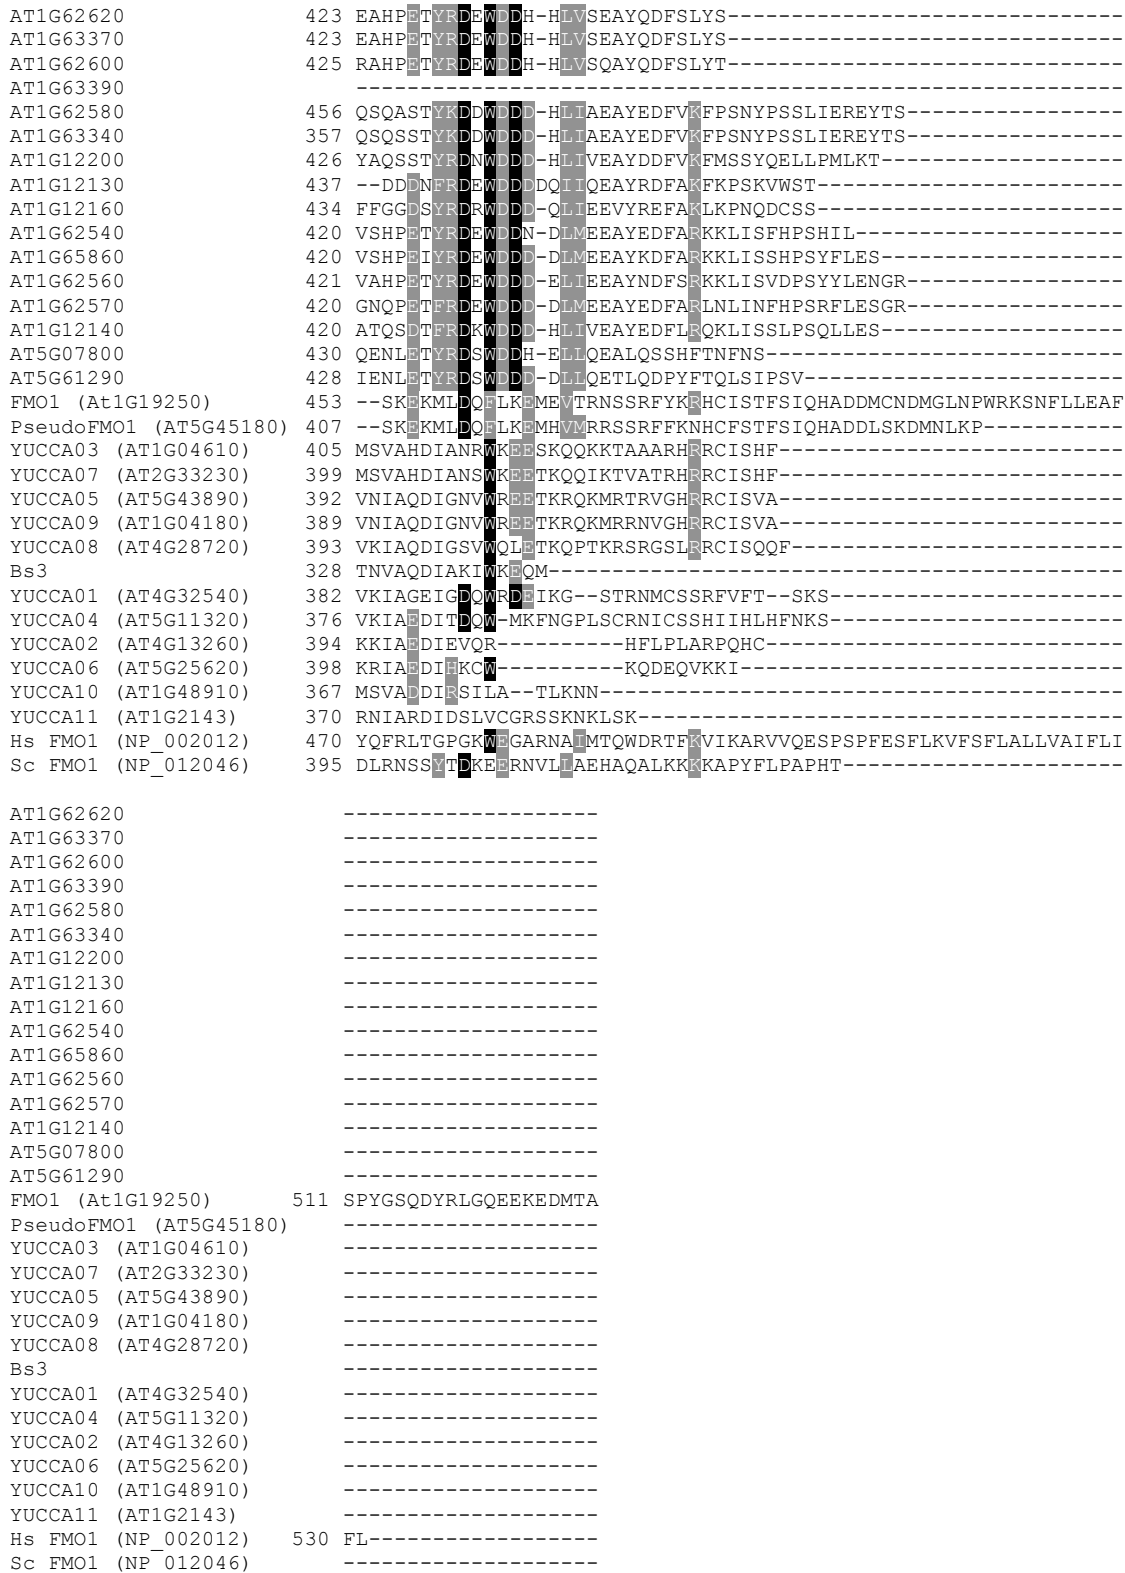 AT1G62620 423 EAHPETYRDEWDDH-HLVSEAYQDFSLYS-------------------------------
AT1G63370 423 EAHPETYRDEWDDH-HLVSEAYQDFSLYS-------------------------------
AT1G62600 425 RAHPETYRDEWDDH-HLVSQAYQDFSLYT-------------------------------
AT1G63390 ------------------------------------------------------------
AT1G62580 456 QSQASTYKDDWDDD-HLIAEAYEDFVKFPSNYPSSLIEREYTS-----------------
AT1G63340 357 QSQSSTYKDDWDDD-HLIAEAYEDFVKFPSNYPSSLIEREYTS-----------------
AT1G12200 426 YAQSSTYRDNWDDD-HLIVEAYDDFVKFMSSYQELLPMLKT-------------------
AT1G12130 437 --DDDNFRDEWDDDDQIIQEAYRDFAKFKPSKVWST------------------------
AT1G12160 434 FFGGDSYRDRWDDD-QLIEEVYREFAKLKPNQDCSS------------------------
AT1G62540 420 VSHPETYRDEWDDN-DLMEEAYEDFARKKLISFHPSHIL---------------------
AT1G65860 420 VSHPEIYRDEWDDD-DLMEEAYKDFARKKLISSHPSYFLES-------------------
AT1G62560 421 VAHPETYRDEWDDD-ELIEEAYNDFSRKKLISVDPSYYLENGR-----------------
AT1G62570 420 GNQPETFRDEWDDD-DLMEEAYEDFARLNLINFHPSRFLESGR-----------------
AT1G12140 420 ATQSDTFRDKWDDD-HLIVEAYEDFLRQKLISSLPSQLLES-------------------
AT5G07800 430 QENLETYRDSWDDH-ELLQEALQSSHFTNFNS----------------------------
AT5G61290 428 IENLETYRDSWDDD-DLLQETLQDPYFTQLSIPSV-------------------------
FMO1 (At1G19250) 453 --SKEKMLDQFLKEMEVTRNSSRFYKRHCISTFSIQHADDMCNDMGLNPWRKSNFLLEAF
PseudoFMO1 (AT5G45180) 407 --SKEKMLDQFLKEMHVMRRSSRFFKNHCFSTFSIQHADDLSKDMNLKP-----------
YUCCA03 (AT1G04610) 405 MSVAHDIANRWKEESKQQKKTAAARHRRCISHF---------------------------
YUCCA07 (AT2G33230) 399 MSVAHDIANSWKEETKQQIKTVATRHRRCISHF---------------------------
YUCCA05 (AT5G43890) 392 VNIAQDIGNVWREETKRQKMRTRVGHRRCISVA---------------------------
YUCCA09 (AT1G04180) 389 VNIAQDIGNVWREETKRQKMRRNVGHRRCISVA---------------------------
YUCCA08 (AT4G28720) 393 VKIAQDIGSVWQLETKQPTKRSRGSLRRCISQQF--------------------------
Bs3 328 TNVAQDIAKIWKEQM---------------------------------------------
YUCCA01 (AT4G32540) 382 VKIAGEIGDQWRDEIKG--STRNMCSSRFVFT--SKS-----------------------
YUCCA04 (AT5G11320) 376 VKIAEDITDQW-MKFNGPLSCRNICSSHIIHLHFNKS-----------------------
YUCCA02 (AT4G13260) 394 KKIAEDIEVQR----------HFLPLARPQHC----------------------------
YUCCA06 (AT5G25620) 398 KRIAEDIHKCW----------KQDEQVKKI------------------------------
YUCCA10 (AT1G48910) 367 MSVADDIRSILA--TLKNN-----------------------------------------
YUCCA11 (AT1G2143) 370 RNIARDIDSLVCGRSSKNKLSK--------------------------------------
Hs FMO1 (NP_002012) 470 YQFRLTGPGKWEGARNAIMTQWDRTFKVIKARVVQESPSPFESFLKVFSFLALLVAIFLI
Sc FMO1 (NP_012046) 395 DLRNSSYTDKEERNVLLAEHAQALKKKKAPYFLPAPHT----------------------
AT1G62620 --------------------
AT1G63370 --------------------
AT1G62600 --------------------
AT1G63390 --------------------
AT1G62580 --------------------
AT1G63340 --------------------
AT1G12200 --------------------
AT1G12130 --------------------
AT1G12160 --------------------
AT1G62540 --------------------
AT1G65860 --------------------
AT1G62560 --------------------
AT1G62570 --------------------
AT1G12140 --------------------
AT5G07800 --------------------
AT5G61290 --------------------
FMO1 (At1G19250) 511 SPYGSQDYRLGQEEKEDMTA
PseudoFMO1 (AT5G45180) --------------------
YUCCA03 (AT1G04610) --------------------
YUCCA07 (AT2G33230) --------------------
YUCCA05 (AT5G43890) --------------------
YUCCA09 (AT1G04180) --------------------
YUCCA08 (AT4G28720) --------------------
Bs3 --------------------
YUCCA01 (AT4G32540) --------------------
YUCCA04 (AT5G11320) --------------------
YUCCA02 (AT4G13260) --------------------
YUCCA06 (AT5G25620) --------------------
YUCCA10 (AT1G48910) --------------------
YUCCA11 (AT1G2143) --------------------
Hs FMO1 (NP_002012) 530 FL------------------
Sc FMO1 (NP_012046) --------------------